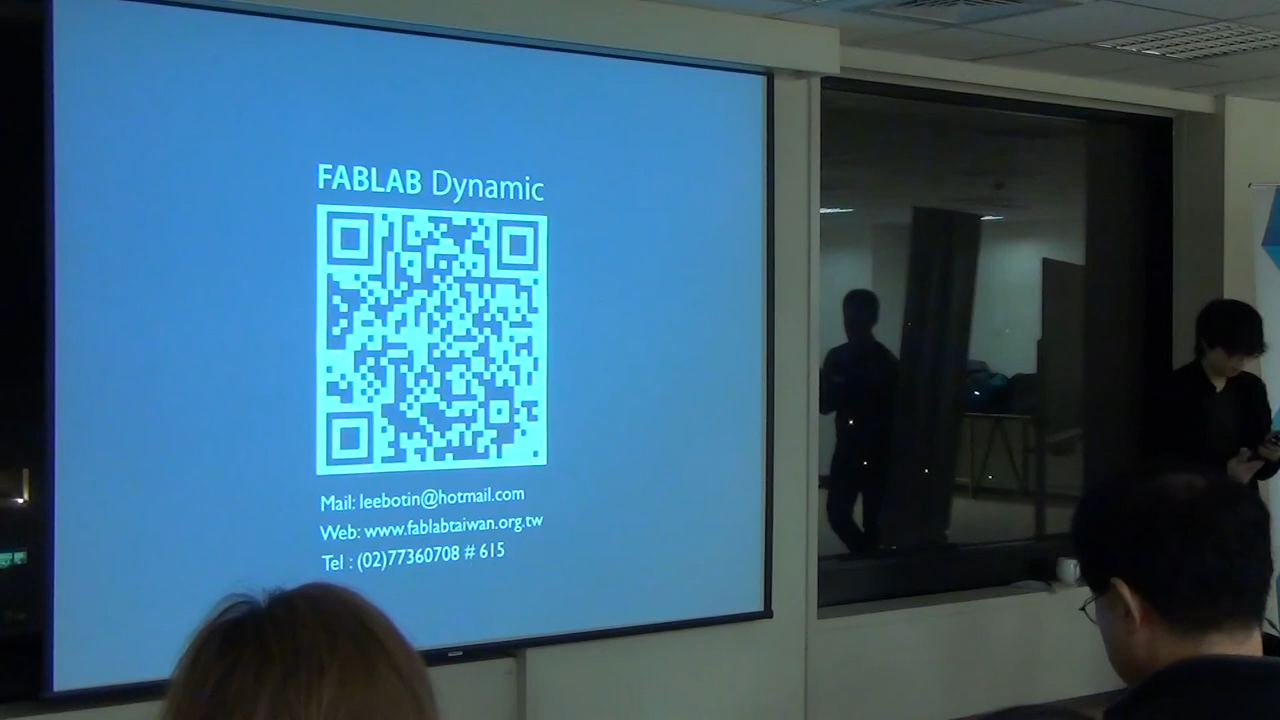 FABLAB Dynamic
Mail: leebotin@hotmail.com
Web: www.fablabtaiwan.org.tw
Tel : (02)77360708 # 615